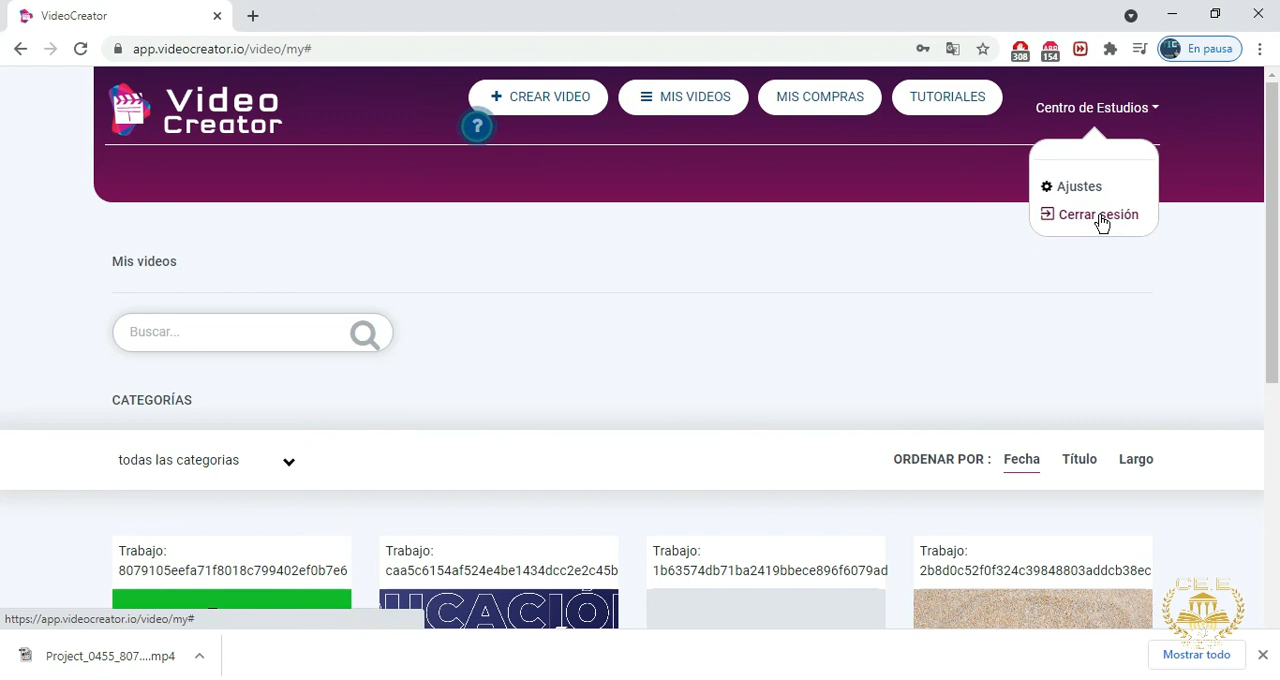 VideoCreator
app.videocreator.io/video/my#
308
154
En pausa
Video
Creator
CREAR VIDEO
MIS VIDEOS
MIS COMPRAS
TUTORIALES
Centro de Estudios
?
Ajustes
Cerrar sesión
Mis videos
Buscar...
CATEGORÍAS
todas las categorias
ORDENAR POR :
Fecha
Título
Largo
Trabajo:
8079105eefa71f8018c799402ef0b7e6
Trabajo:
caa5c6154af524e4be1434dcc2e2c45b
Trabajo:
1b63574db71ba2419bbece896f6079ad
Trabajo:
2b8d0c52f0f324c39848803addcb38ec
UCACIÓ
C.E.E
https://app.videocreator.io/video/my#
Project_0455_807....mp4
Mostrar todo